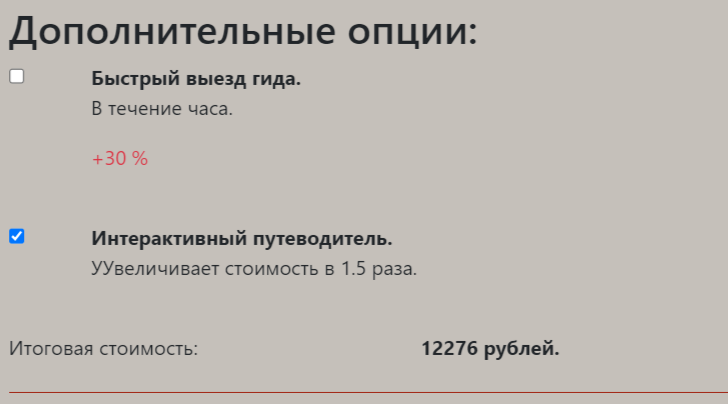 Дополнительные опции:
Быстрый выезд гида.
В течение часа.
+30 %
Интерактивный путеводитель.
УУвеличивает стоимость в 1.5 раза.
Итоговая стоимость: 12276 рублей.